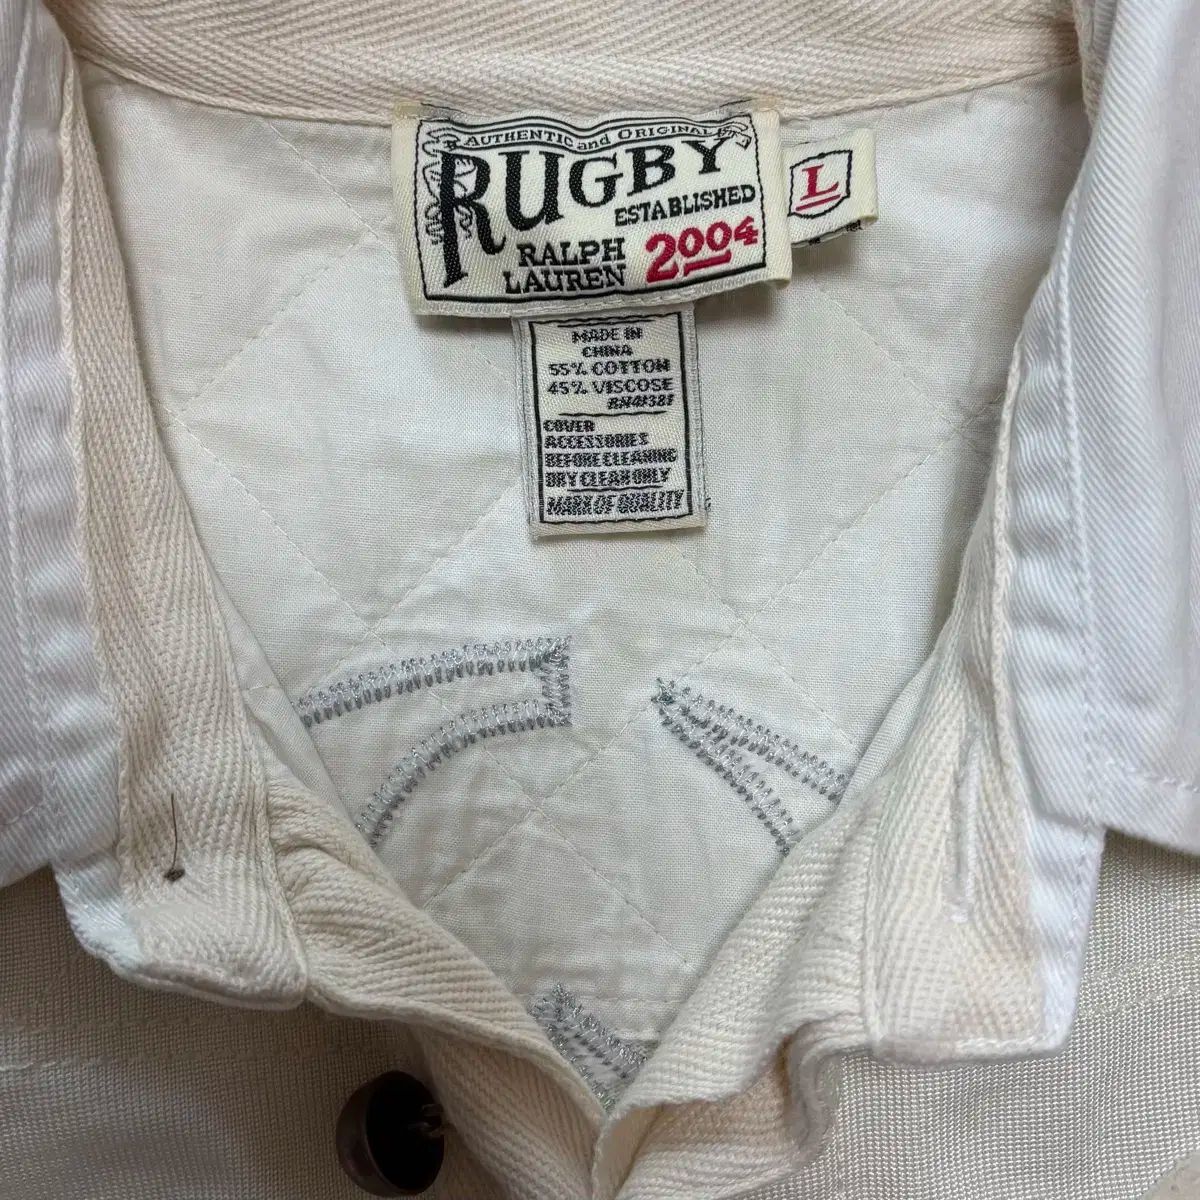 AUTHENTIC and ORIGINAL
RUGBY
ESTABLISHED
RALPH
LAUREN
2004
L
MADE IN
CHINA
55% COTTON
45% VISCOSE
RN41381
COVER
ACCESSORIES
BEFORE CLEANING
DRY CLEAN ONLY
MARK OF QUALITY